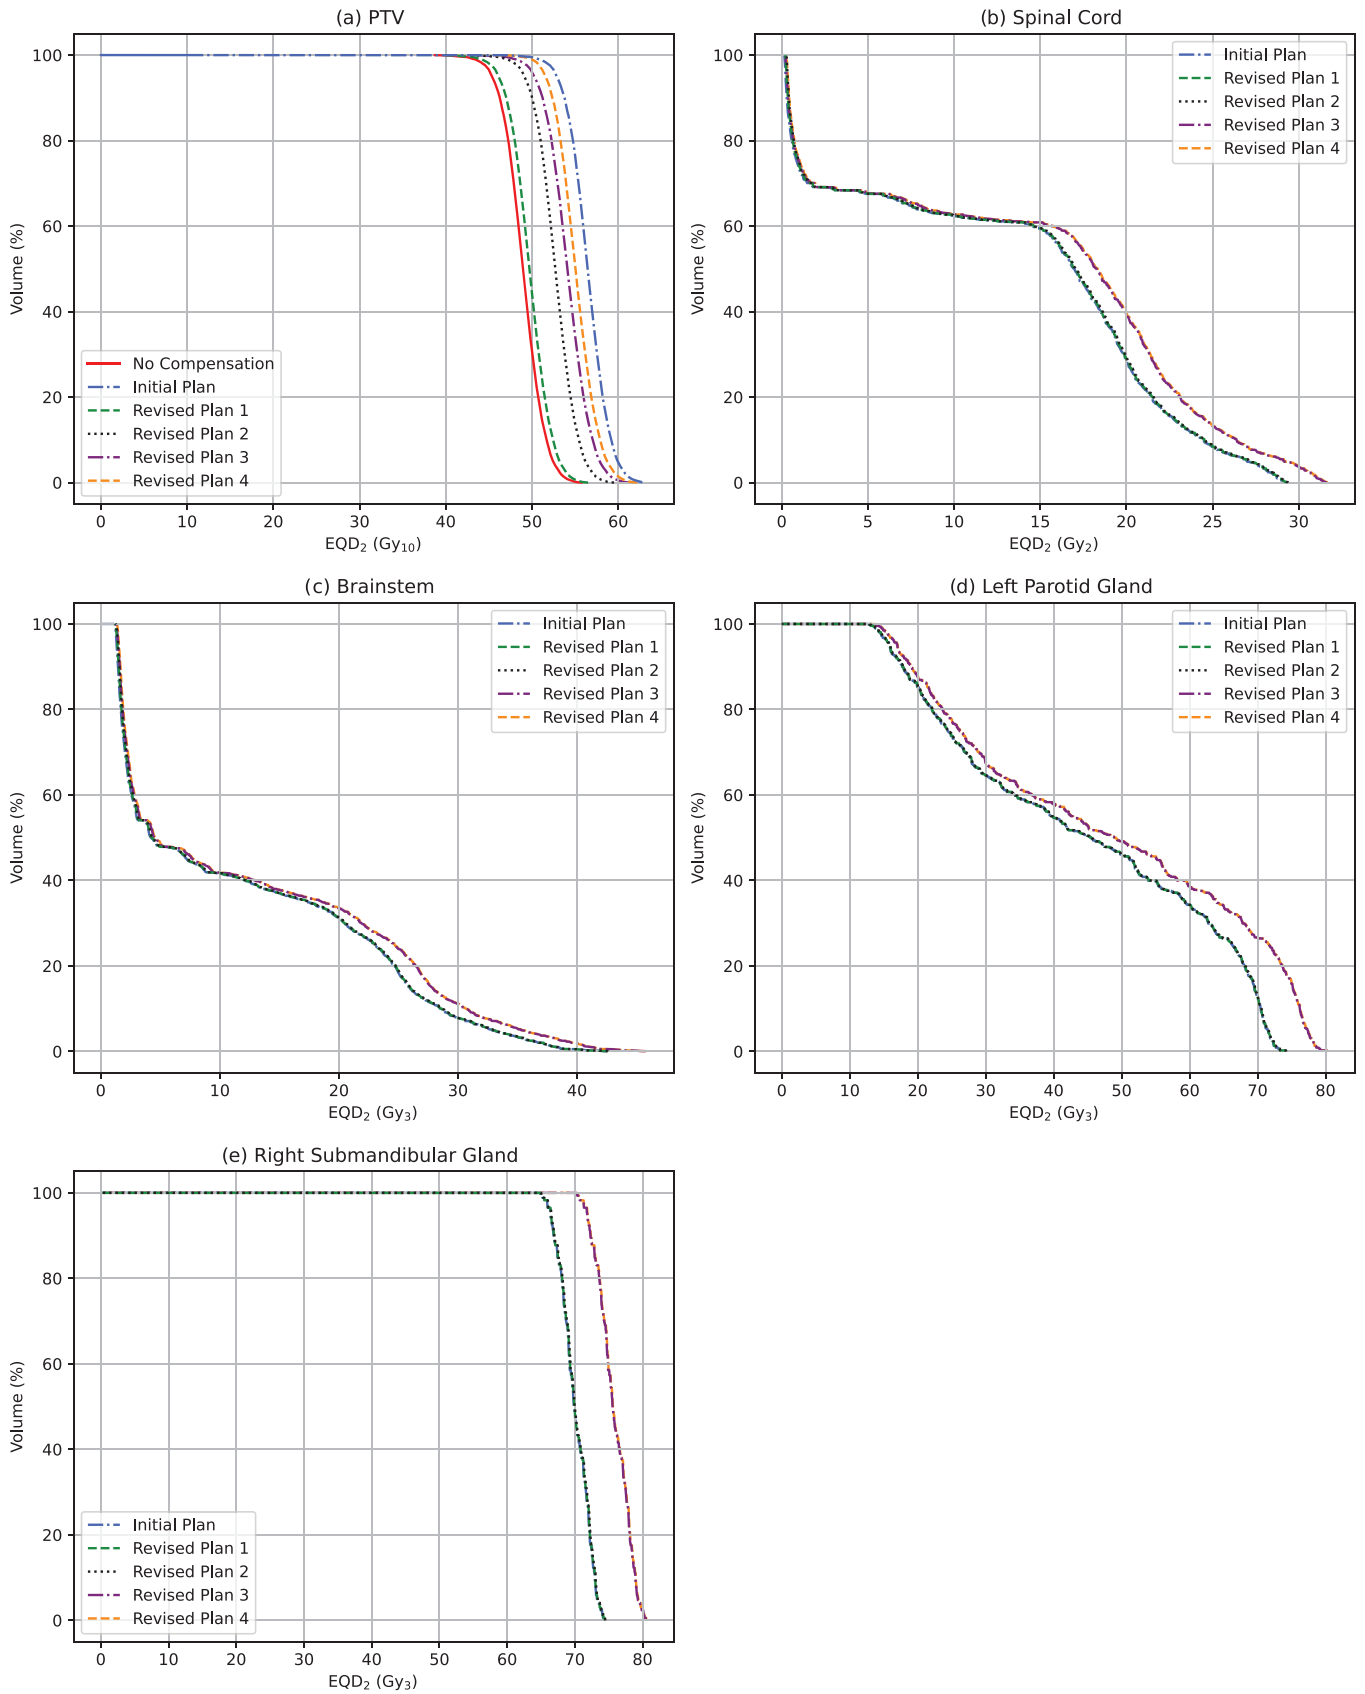 (a) PTV
100
80
60
40
20
0
Volume (%)
No Compensation
Initial Plan
Revised Plan 1
Revised Plan 2
Revised Plan 3
Revised Plan 4
0 10 20 30 40 50 60
EQD₂ (Gy₁₀)
(b) Spinal Cord
100
80
60
40
20
0
Volume (%)
Initial Plan
Revised Plan 1
Revised Plan 2
Revised Plan 3
Revised Plan 4
0 5 10 15 20 25 30
EQD₂ (Gy₂)
(c) Brainstem
100
80
60
40
20
0
Volume (%)
Initial Plan
Revised Plan 1
Revised Plan 2
Revised Plan 3
Revised Plan 4
0 10 20 30 40
EQD₂ (Gy₃)
(d) Left Parotid Gland
100
80
60
40
20
0
Volume (%)
Initial Plan
Revised Plan 1
Revised Plan 2
Revised Plan 3
Revised Plan 4
0 10 20 30 40 50 60 70 80
EQD₂ (Gy₃)
(e) Right Submandibular Gland
100
80
60
40
20
0
Volume (%)
Initial Plan
Revised Plan 1
Revised Plan 2
Revised Plan 3
Revised Plan 4
0 10 20 30 40 50 60 70 80
EQD₂ (Gy₃)